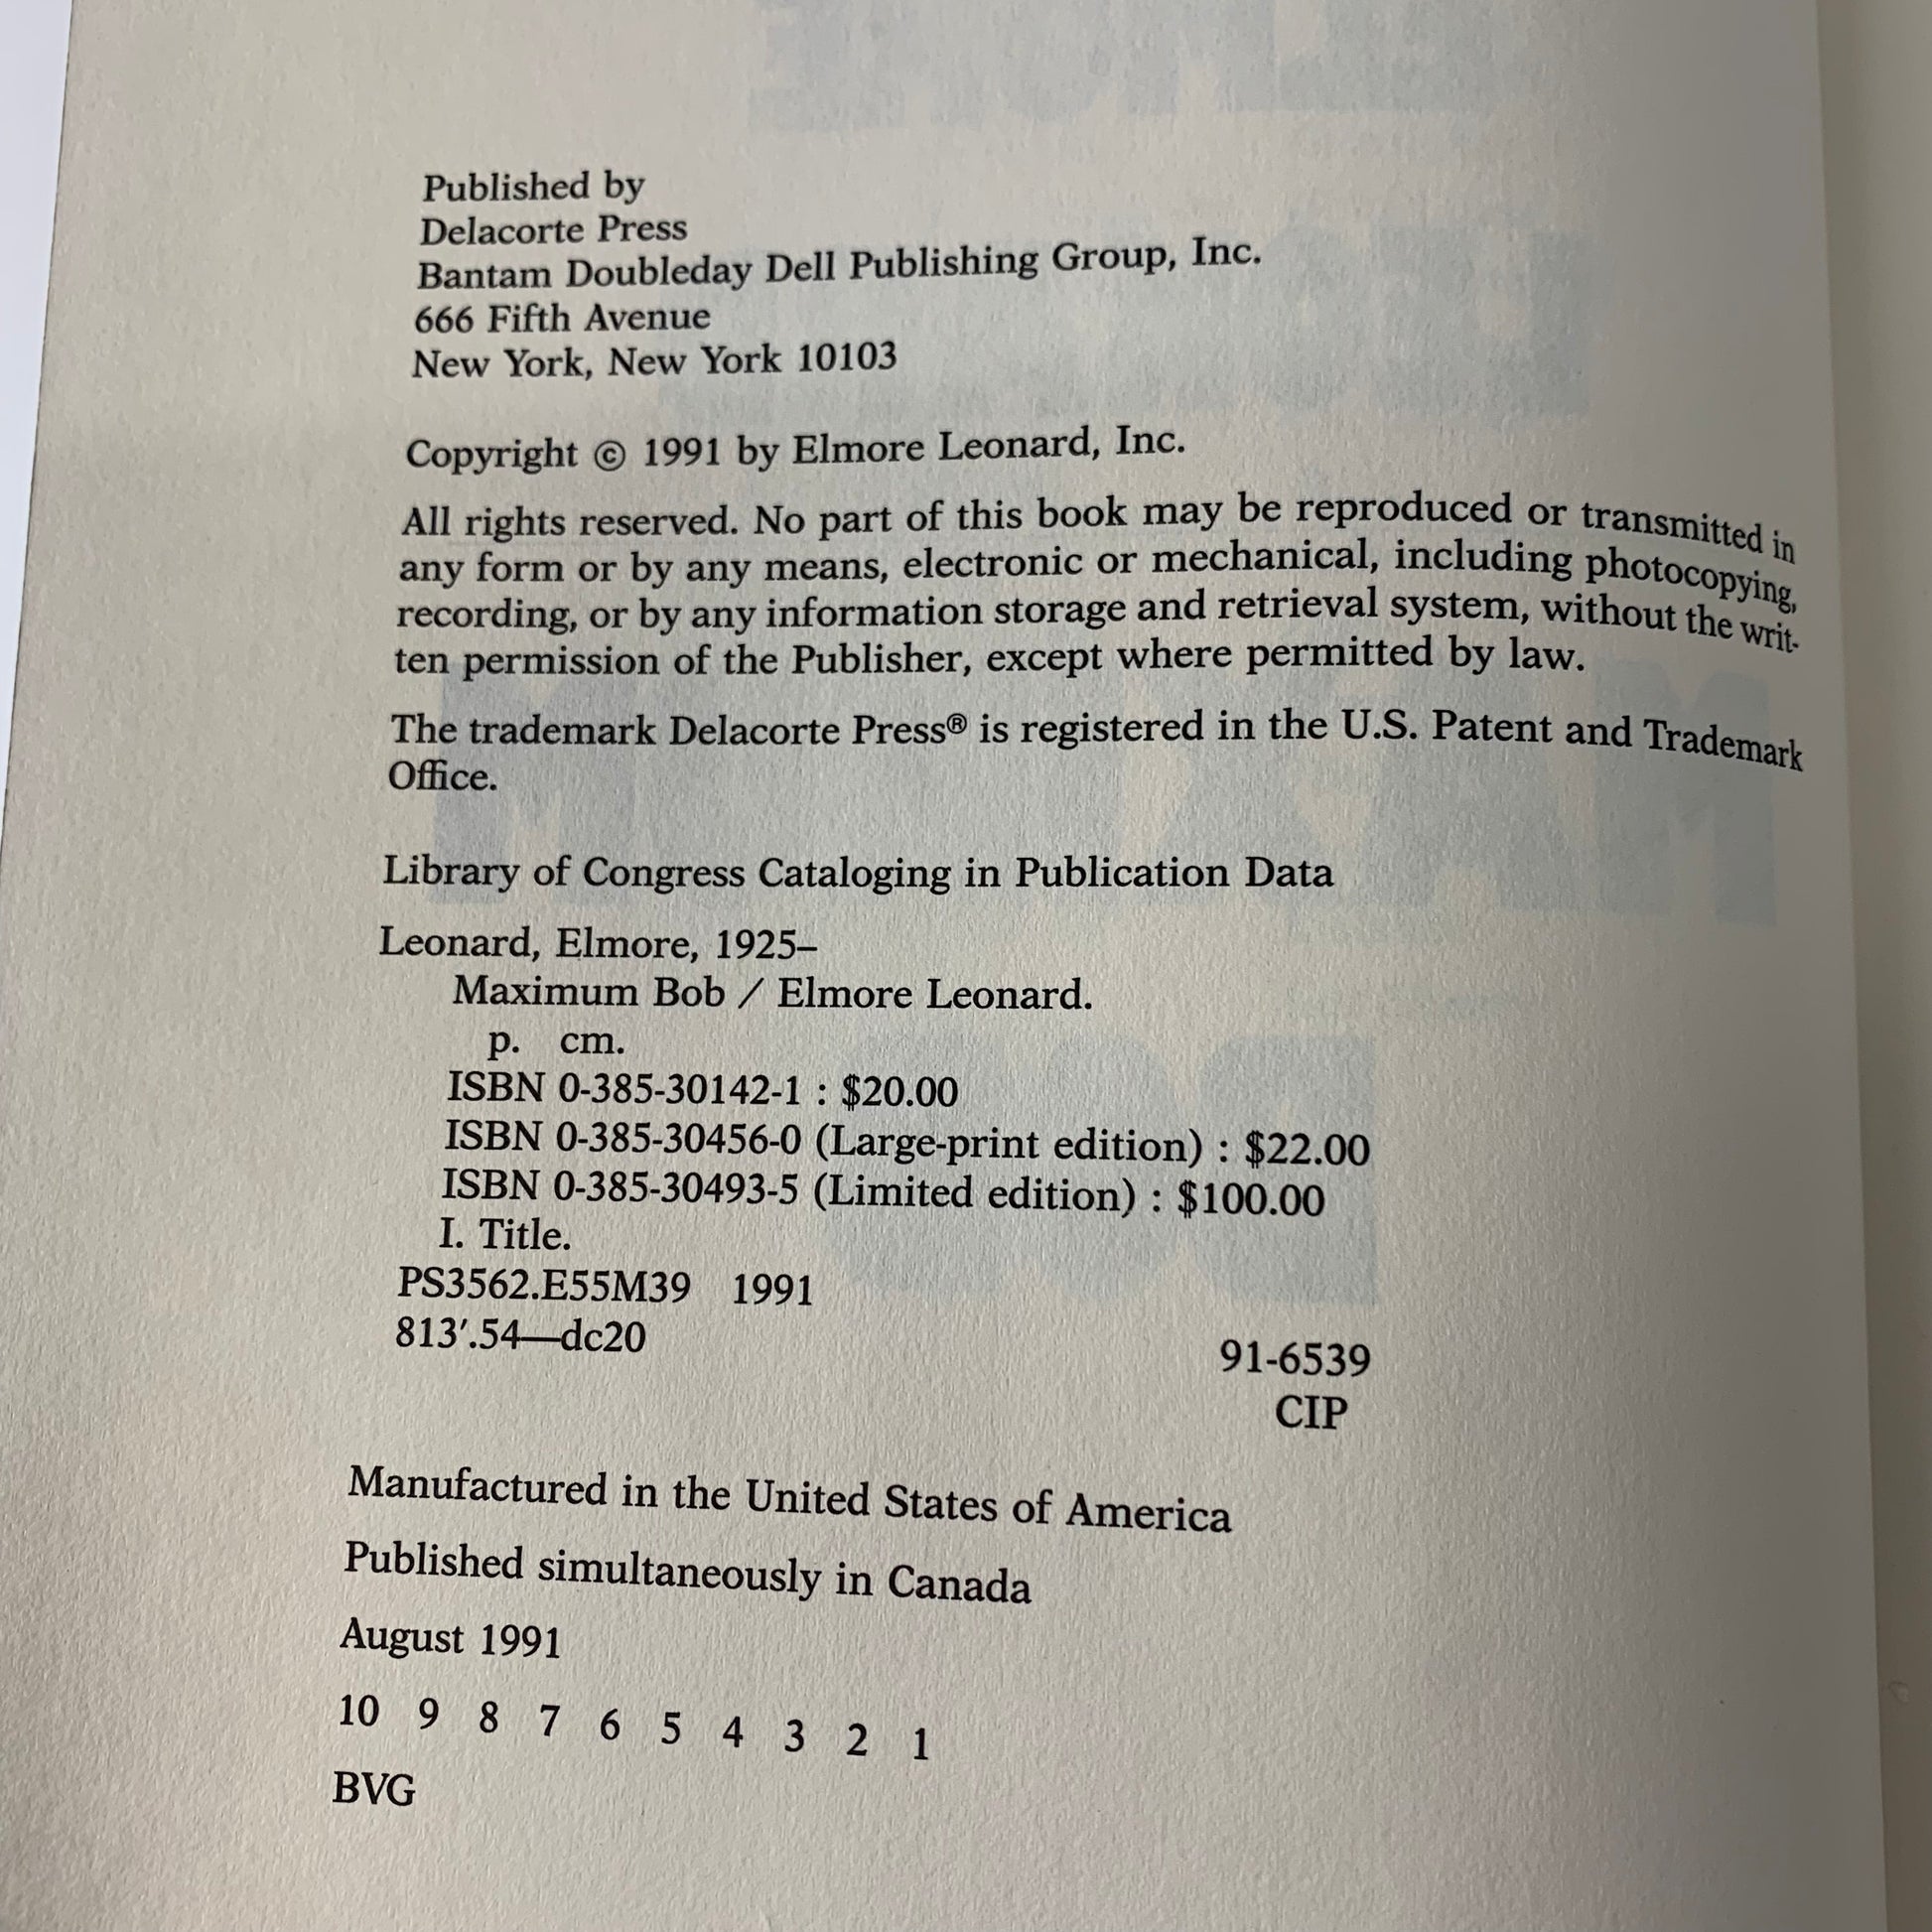 Published by
Delacorte Press
Bantam Doubleday Dell Publishing Group, Inc.
666 Fifth Avenue
New York, New York 10103
Copyright © 1991 by Elmore Leonard, Inc.
All rights reserved. No part of this book may be reproduced or transmitted in
any form or by any means, electronic or mechanical, including photocopying,
recording, or by any information storage and retrieval system, without the writ-
ten permission of the Publisher, except where permitted by law.
The trademark Delacorte Press® is registered in the U.S. Patent and Trademark
Office.
Library of Congress Cataloging in Publication Data
Leonard, Elmore, 1925–
Maximum Bob / Elmore Leonard.
p. cm.
ISBN 0-385-30142-1 : $20.00
ISBN 0-385-30456-0 (Large-print edition) : $22.00
ISBN 0-385-30493-5 (Limited edition) : $100.00
I. Title.
PS3562.E55M39 1991
813′.54—dc20
91-6539
CIP
Manufactured in the United States of America
Published simultaneously in Canada
August 1991
10 9 8 7 6 5 4 3 2 1
BVG